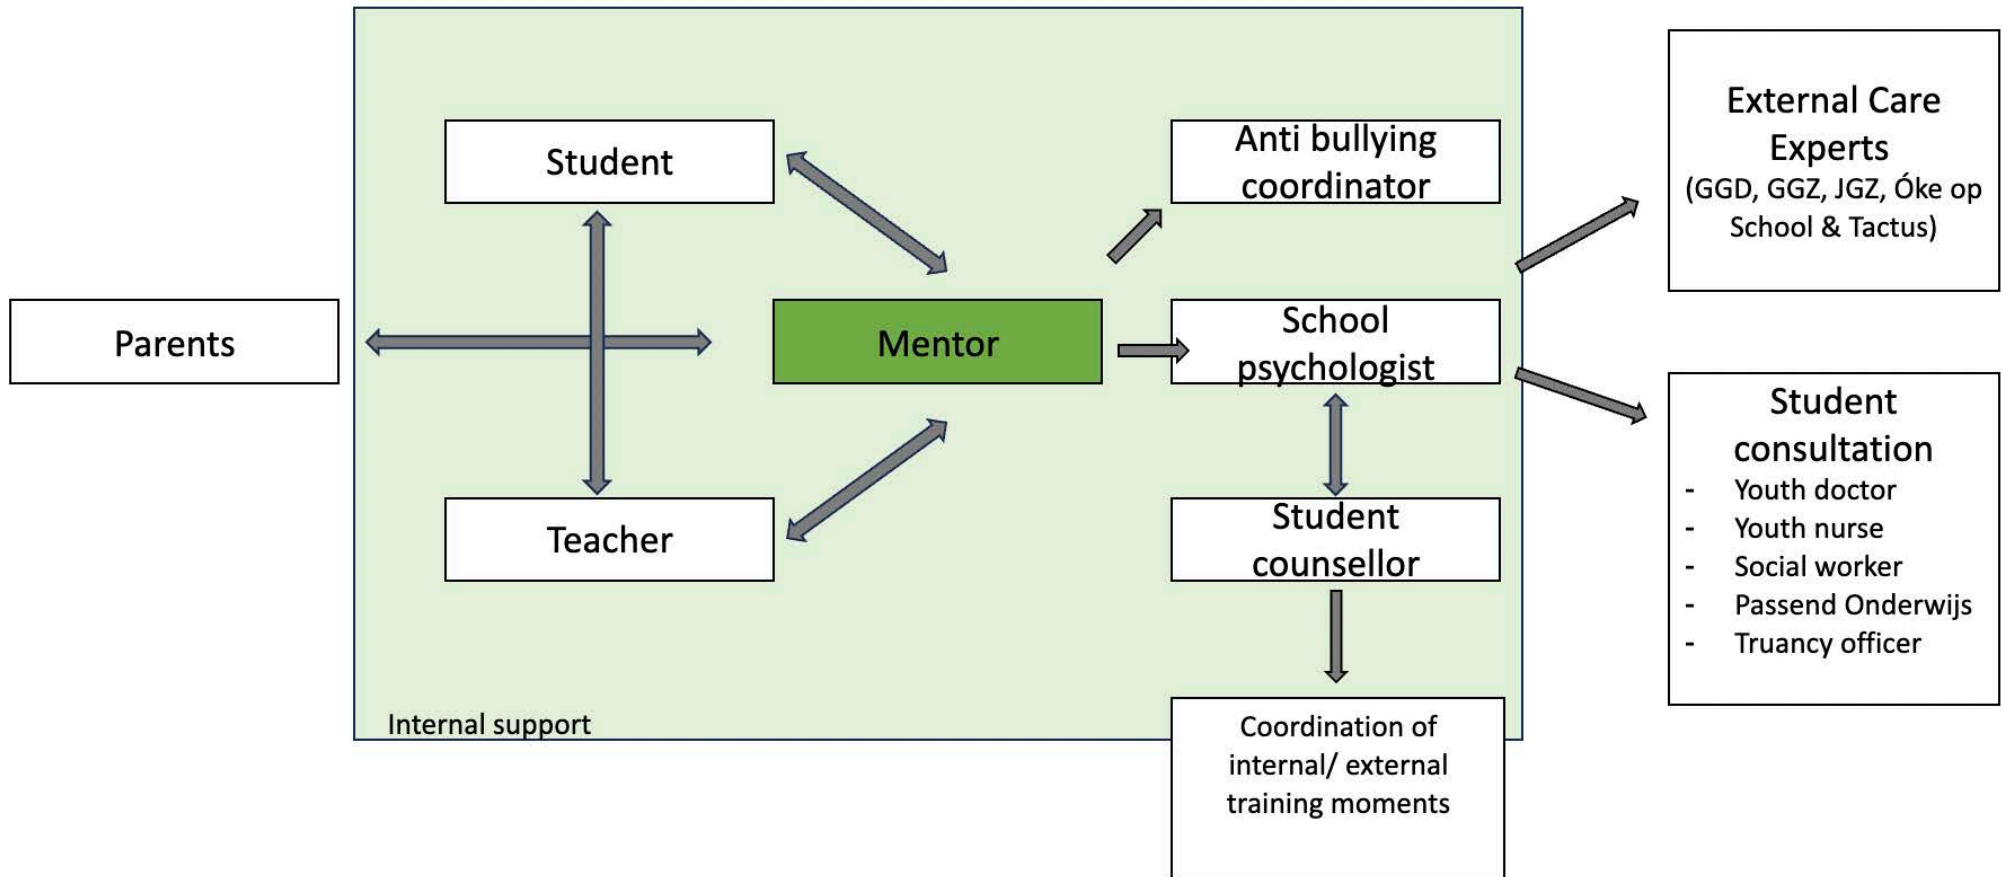 Parents
Student
Mentor
Teacher
Internal support
Anti bullying
coordinator
School
psychologist
Student
counsellor
Coordination of
internal/ external
training moments
External Care
Experts
(GGD, GGZ, JGZ, Óke op
School & Tactus)
Student
consultation
- Youth doctor
- Youth nurse
- Social worker
- Passend Onderwijs
- Truancy officer